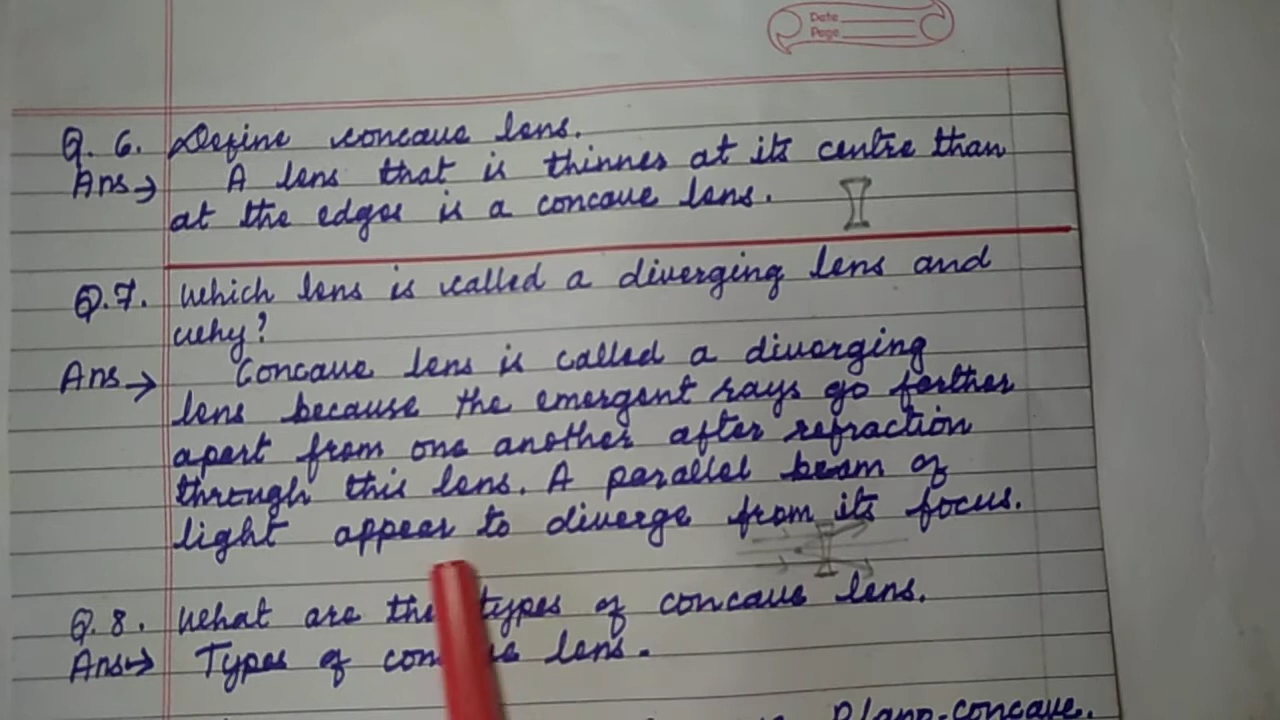 Date
Page
Q. 6. Define concave lens.
Ans→ A lens that is thinner at its centre than
at the edges is a concave lens.
Q.7. Which lens is called a diverging lens and
why?
Ans→ Concave lens is called a diverging
lens because the emergent rays go farther
apart from one another after refraction
through this lens. A parallel beam of
light appear to diverge from its focus.
Q.8. What are the types of concave lens.
Ans→ Types of concave lens.
Plano-concave.